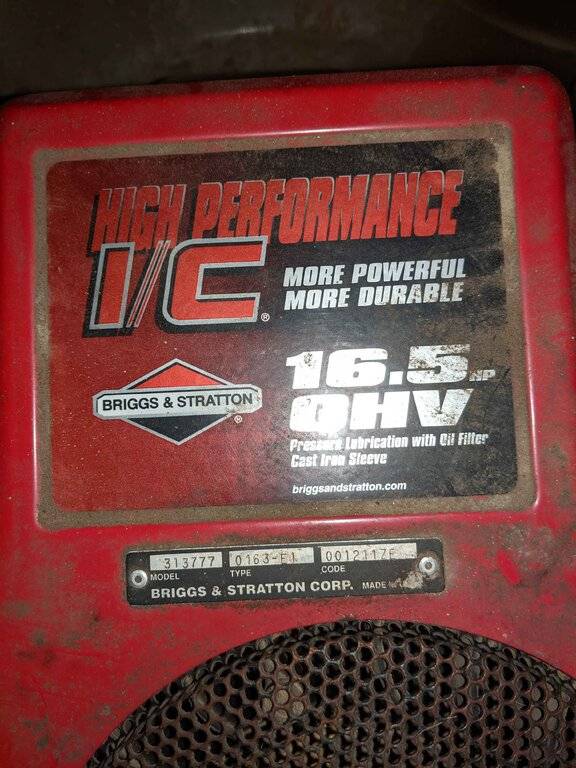 HIGH PERFORMANCE
I/C®
MORE POWERFUL
MORE DURABLE
BRIGGS & STRATTON®
16.5 HP
OHV
Pressure Lubrication with Oil Filter
Cast Iron Sleeve
briggsandstratton.com
313777 0163-E1 0012117E
MODEL TYPE CODE
BRIGGS & STRATTON CORP. MADE